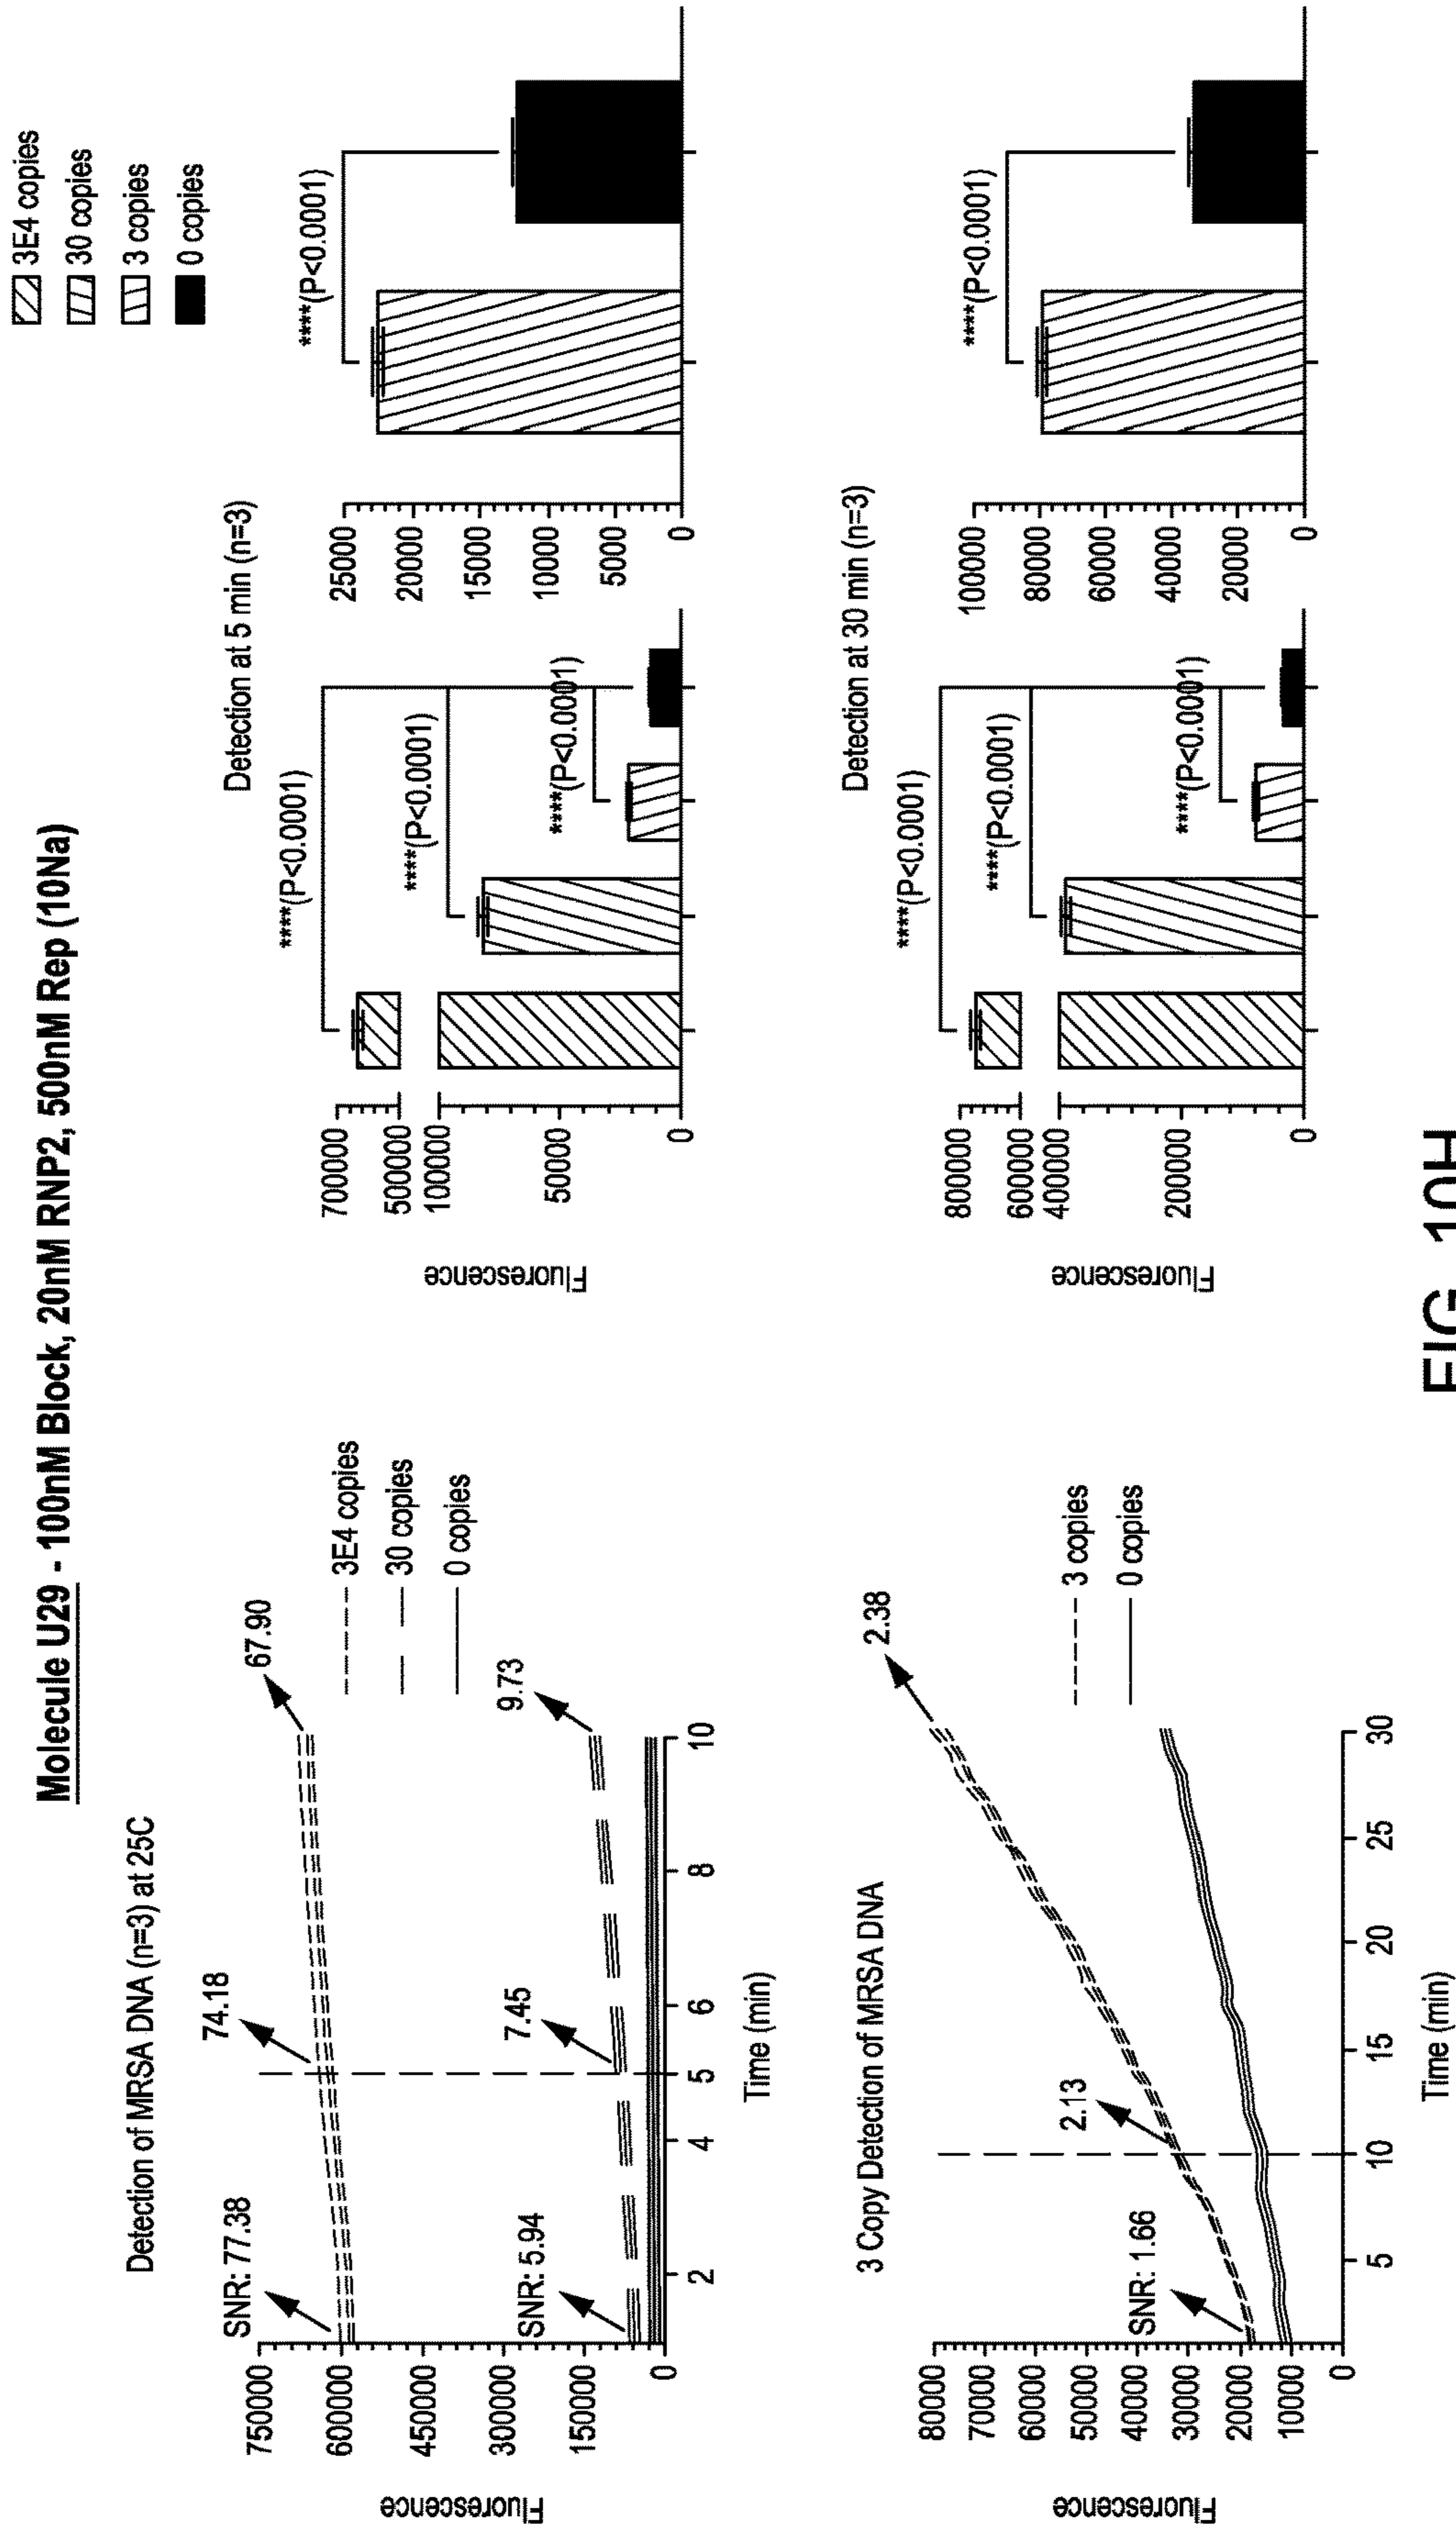 Molecule U29 - 100nM Block, 20nM RNP2, 500nM Rep (10Na)
3E4 copies
30 copies
3 copies
0 copies
Detection of MRSA DNA (n=3) at 25C
Fluorescence
750000
600000
450000
300000
150000
0
SNR: 77.38
74.18
67.90
SNR: 5.94
7.45
9.73
3E4 copies
30 copies
0 copies
2
4
5
6
8
10
Time (min)
Detection at 5 min (n=3)
Fluorescence
700000
500000
100000
50000
0
****(P<0.0001)
****(P<0.0001)
****(P<0.0001)
25000
20000
15000
10000
5000
0
****(P<0.0001)
3 Copy Detection of MRSA DNA
Fluorescence
80000
70000
60000
50000
40000
30000
20000
10000
0
SNR: 1.66
2.13
2.38
3 copies
0 copies
5
10
15
20
25
30
Time (min)
Detection at 30 min (n=3)
Fluorescence
800000
600000
400000
200000
0
****(P<0.0001)
****(P<0.0001)
****(P<0.0001)
100000
80000
60000
40000
20000
0
****(P<0.0001)
FIG. 10H